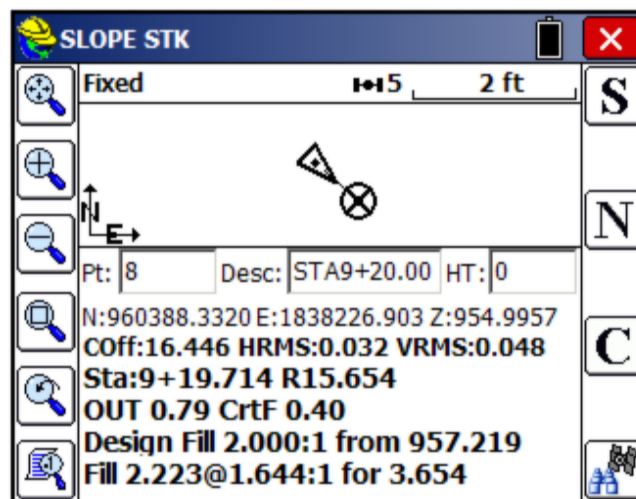 SLOPE STK
Fixed 5 2 ft
S
N
E
N
Pt: 8 Desc: STA9+20.00 HT: 0
N:960388.3320 E:1838226.903 Z:954.9957
COff:16.446 HRMS:0.032 VRMS:0.048
C
Sta:9+19.714 R15.654
OUT 0.79 CrtF 0.40
Design Fill 2.000:1 from 957.219
Fill 2.223@1.644:1 for 3.654